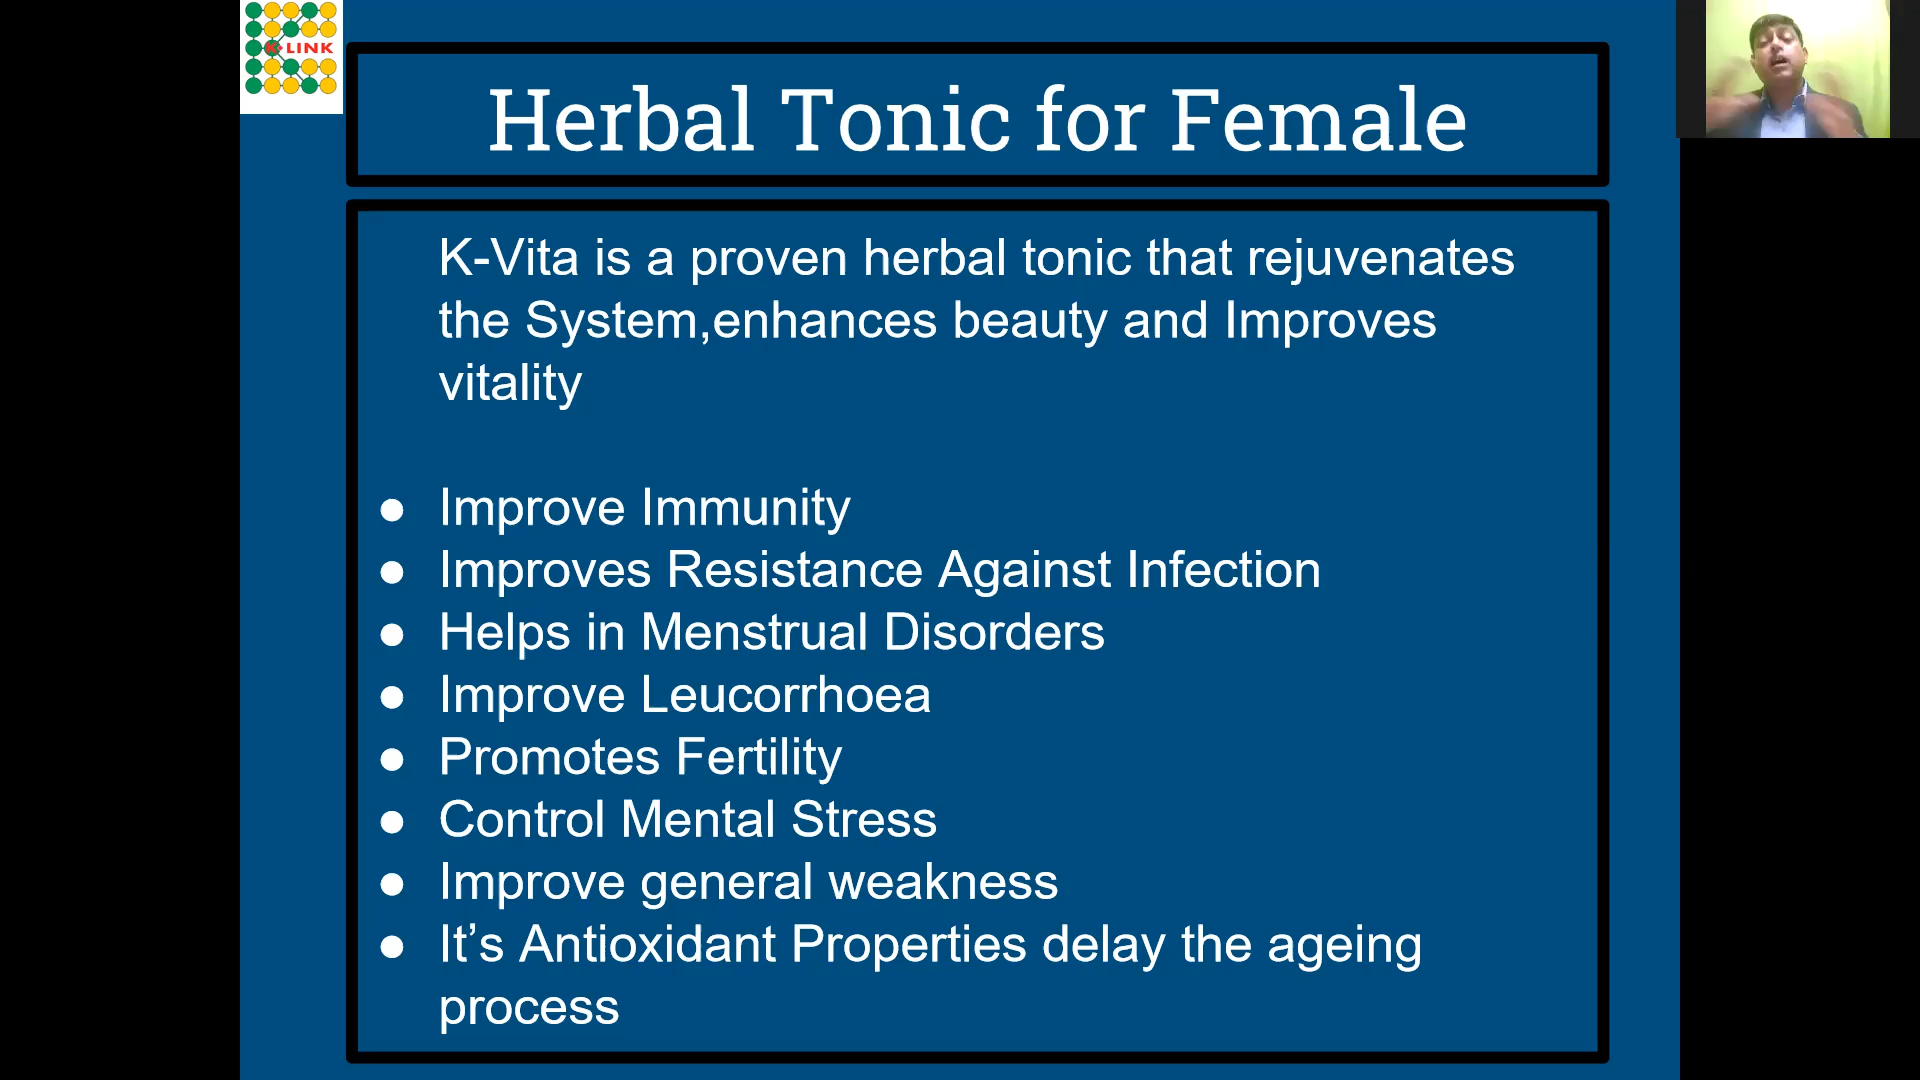 K-LINK
Herbal Tonic for Female
K-Vita is a proven herbal tonic that rejuvenates
the System,enhances beauty and Improves
vitality
● Improve Immunity
● Improves Resistance Against Infection
● Helps in Menstrual Disorders
● Improve Leucorrhoea
● Promotes Fertility
● Control Mental Stress
● Improve general weakness
● It’s Antioxidant Properties delay the ageing
process